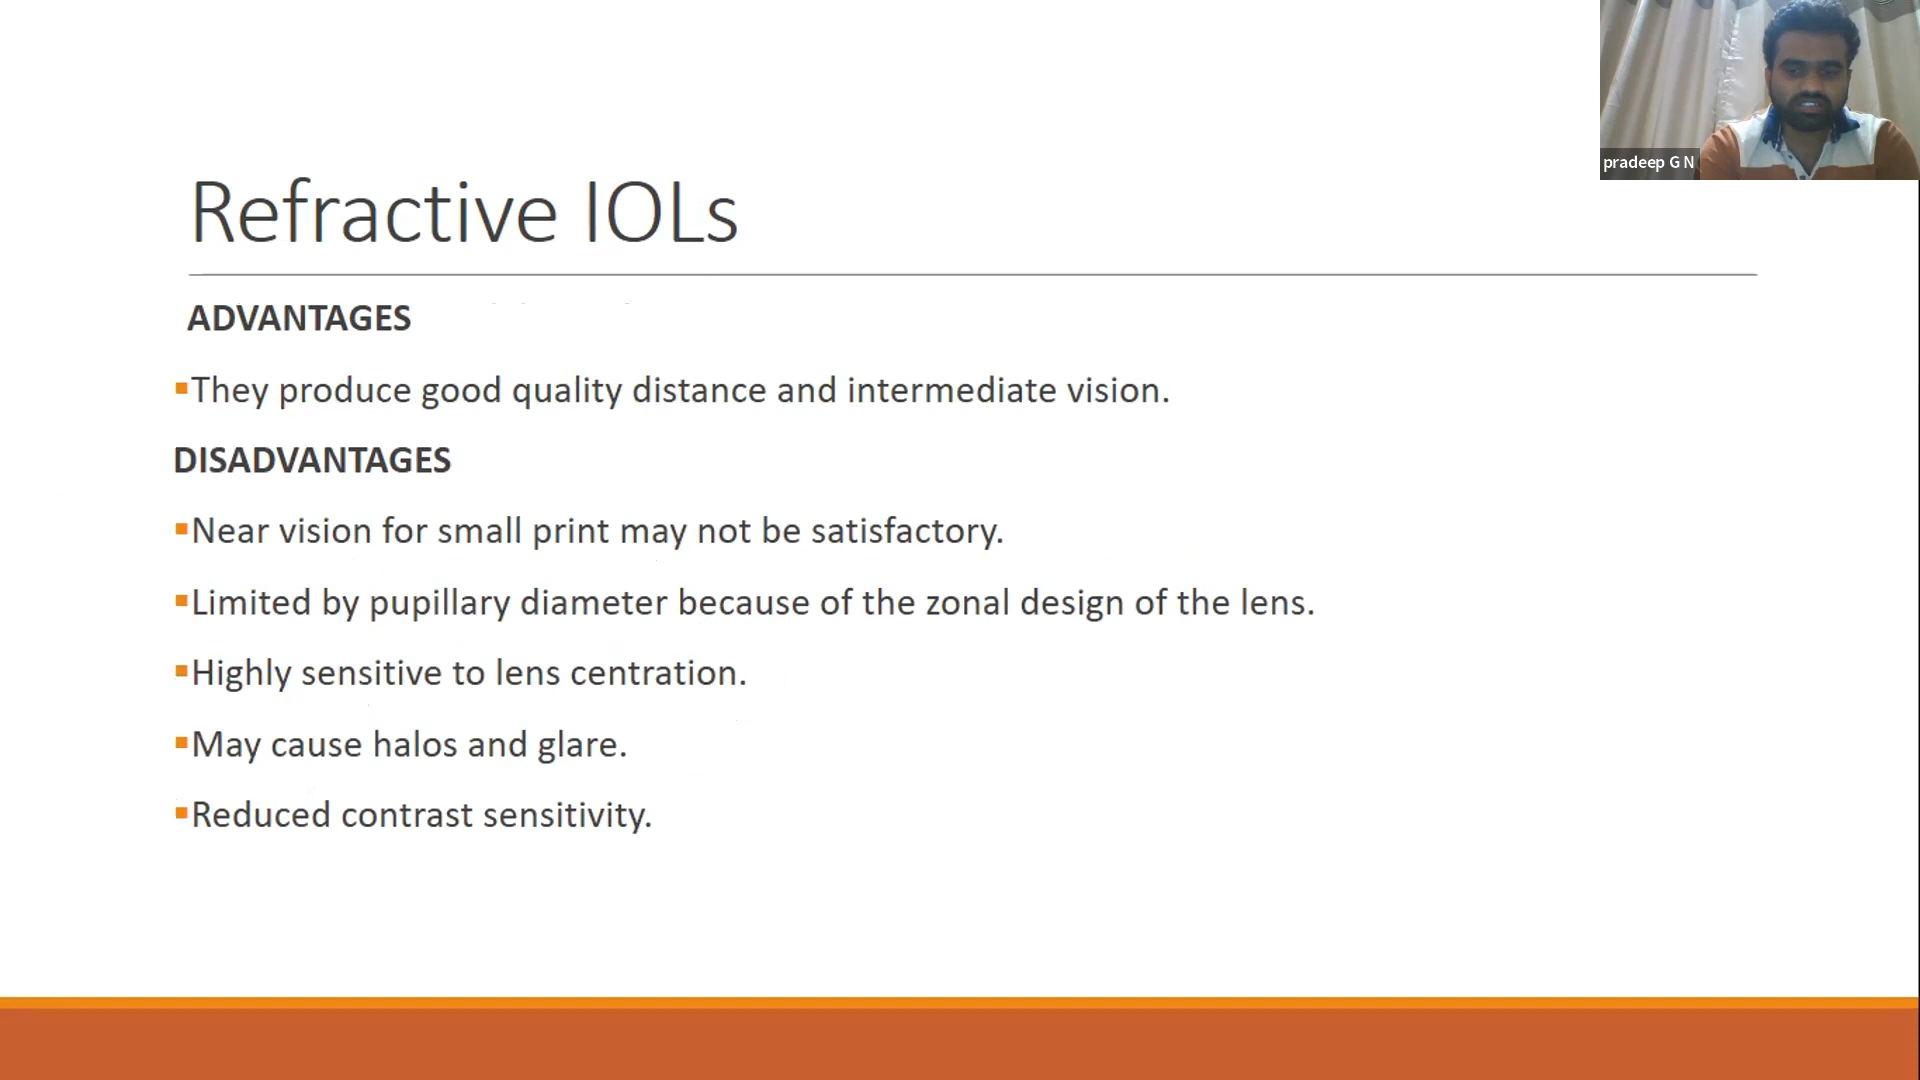 pradeep G N
Refractive IOLs
ADVANTAGES
▪They produce good quality distance and intermediate vision.
DISADVANTAGES
▪Near vision for small print may not be satisfactory.
▪Limited by pupillary diameter because of the zonal design of the lens.
▪Highly sensitive to lens centration.
▪May cause halos and glare.
▪Reduced contrast sensitivity.